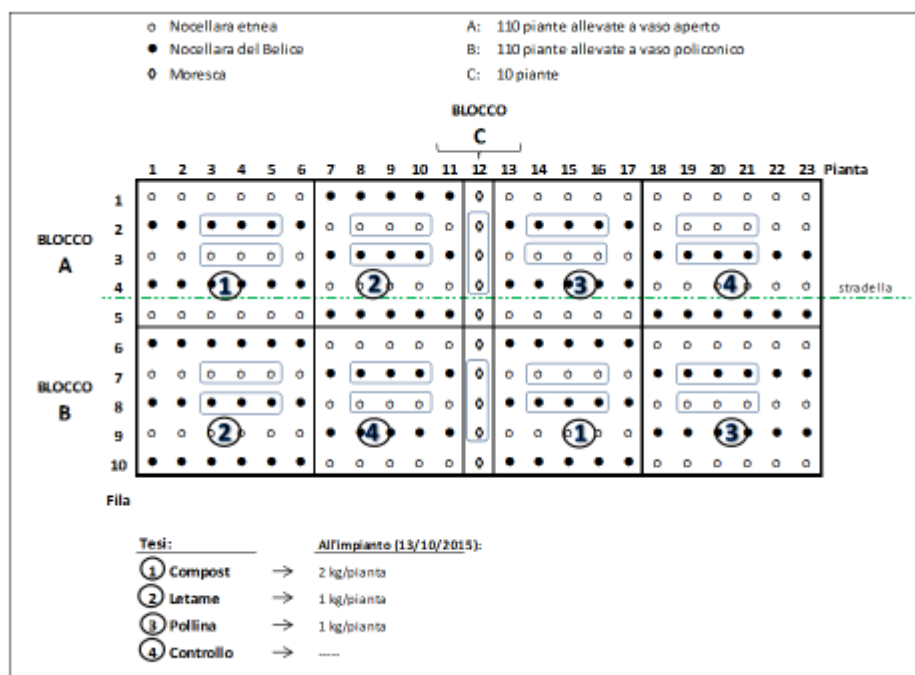 Nocellara etnea A: 110 piante allevate a vaso aperto
Nocellara del Belice B: 110 piante allevate a vaso policonico
Moresca C: 10 piante
BLOCCO
C
1 2 3 4 5 6 7 8 9 10 11 12 13 14 15 16 17 18 19 20 21 22 23 Pianta
1
2
BLOCCO
3
A
4 1 2 3 4
stradella
5
6
7
BLOCCO
8
B
9 2 4 1 3
10
Fila
Tesi: All'impianto (13/10/2015):
1 Compost → 2 kg/pianta
2 Letame → 1 kg/pianta
3 Pollina → 1 kg/pianta
4 Controllo → -----